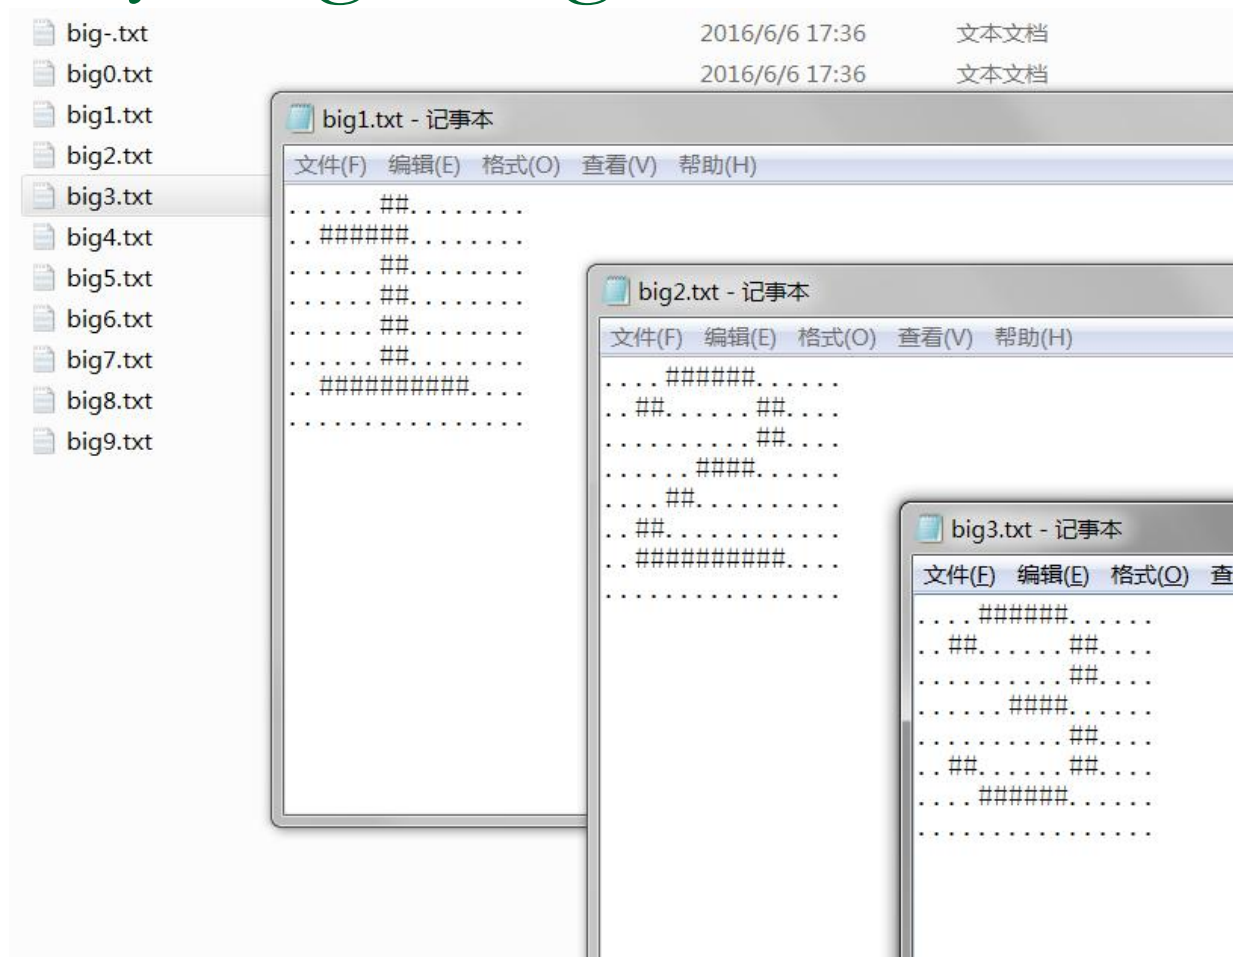 big-.txt 2016/6/6 17:36 文本文档
big0.txt 2016/6/6 17:36 文本文档
big1.txt
big2.txt
big3.txt
big4.txt
big5.txt
big6.txt
big7.txt
big8.txt
big9.txt
big1.txt - 记事本
文件(F) 编辑(E) 格式(O) 查看(V) 帮助(H)
......##........
..######........
......##........
......##........
......##........
......##........
..##########....
................
big2.txt - 记事本
文件(F) 编辑(E) 格式(O) 查看(V) 帮助(H)
....######......
..##......##....
..........##....
......####......
....##..........
..##............
..##########....
................
big3.txt - 记事本
文件(F) 编辑(E) 格式(O) 查
....######......
..##......##....
..........##....
......####......
..........##....
..##......##....
....######......
................